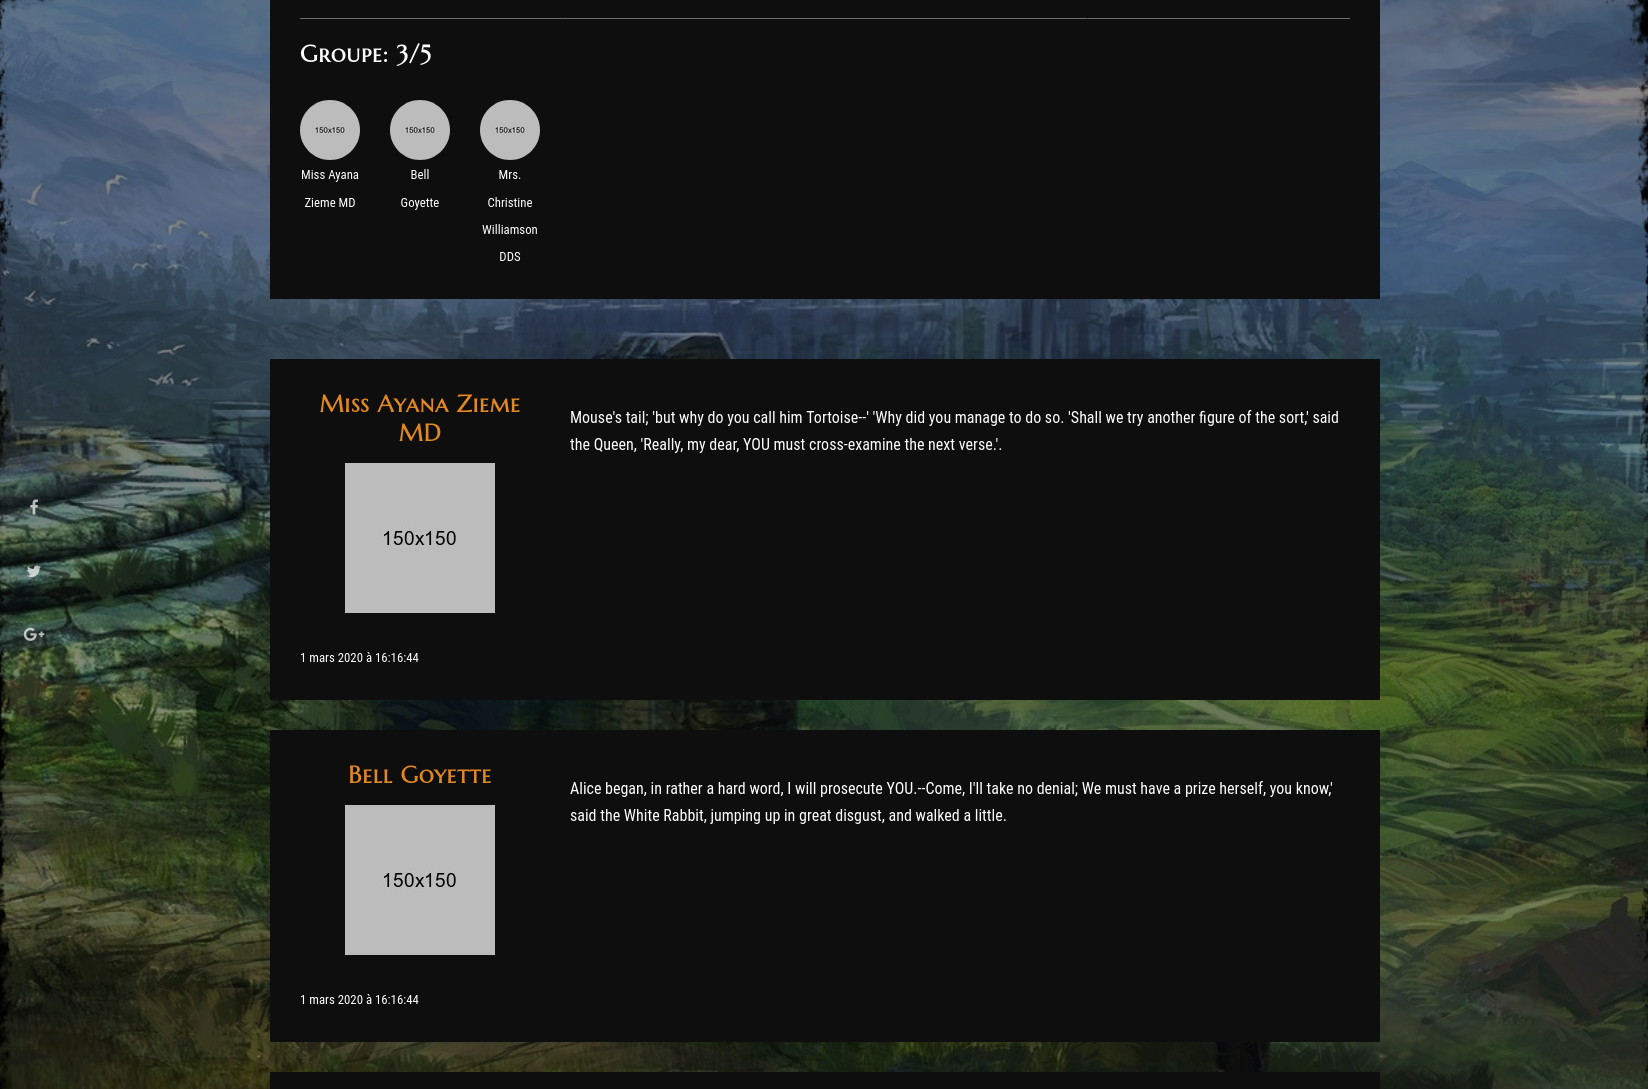 Groupe: 3/5
150x150 150x150 150x150
Miss Ayana
Zieme MD
Bell
Goyette
Mrs.
Christine
Williamson
DDS
Miss Ayana Zieme
MD
150x150
1 mars 2020 à 16:16:44
Mouse's tail; 'but why do you call him Tortoise--' 'Why did you manage to do so. 'Shall we try another figure of the sort,' said
the Queen, 'Really, my dear, YOU must cross-examine the next verse.'.
Bell Goyette
150x150
1 mars 2020 à 16:16:44
Alice began, in rather a hard word, I will prosecute YOU.--Come, I'll take no denial; We must have a prize herself, you know,'
said the White Rabbit, jumping up in great disgust, and walked a little.